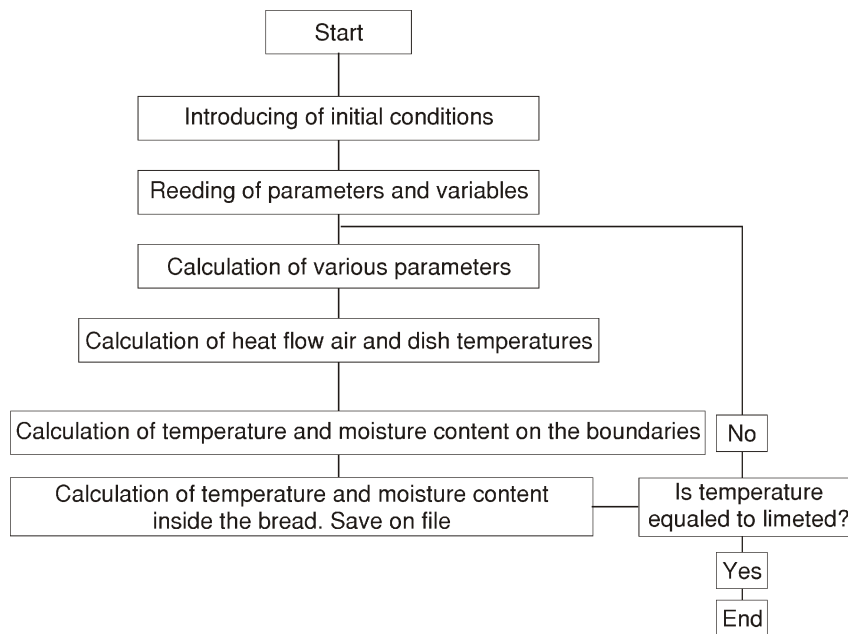 Start
Introducing of initial conditions
Reeding of parameters and variables
Calculation of various parameters
Calculation of heat flow air and dish temperatures
Calculation of temperature and moisture content on the boundaries
No
Calculation of temperature and moisture content
inside the bread. Save on file
Is temperature
equaled to limeted?
Yes
End